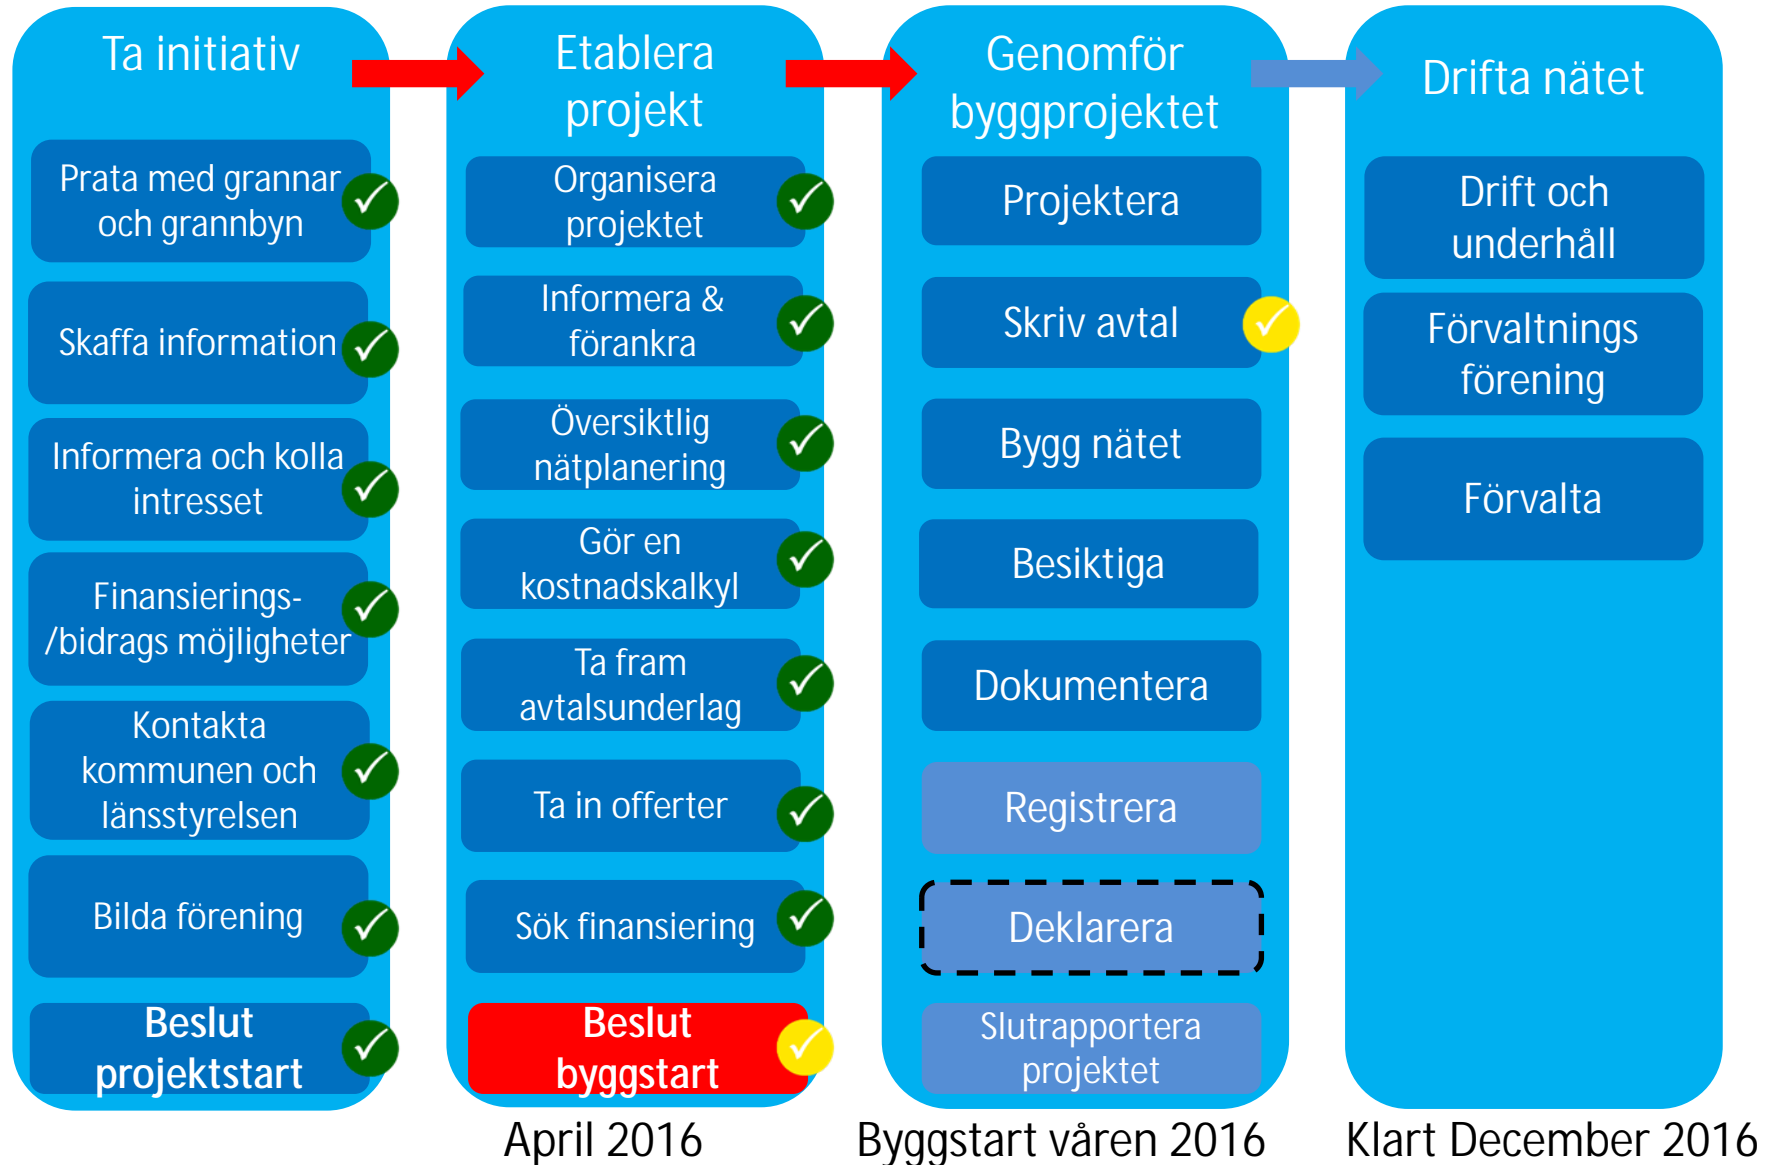 Ta initiativ
Prata med grannar
och grannbyn
Skaffa information
Informera och kolla
intresset
Finansierings-
/bidrags möjligheter
Kontakta
kommunen och
länsstyrelsen
Bilda förening
Beslut
projektstart
Etablera
projekt
Organisera
projektet
Informera &
förankra
Översiktlig
nätplanering
Gör en
kostnadskalkyl
Ta fram
avtalsunderlag
Ta in offerter
Sök finansiering
Beslut
byggstart
April 2016
Genomför
byggprojektet
Projektera
Skriv avtal
Bygg nätet
Besiktiga
Dokumentera
Registrera
Deklarera
Slutrapportera
projektet
Byggstart våren 2016
Drifta nätet
Drift och
underhåll
Förvaltnings
förening
Förvalta
Klart December 2016